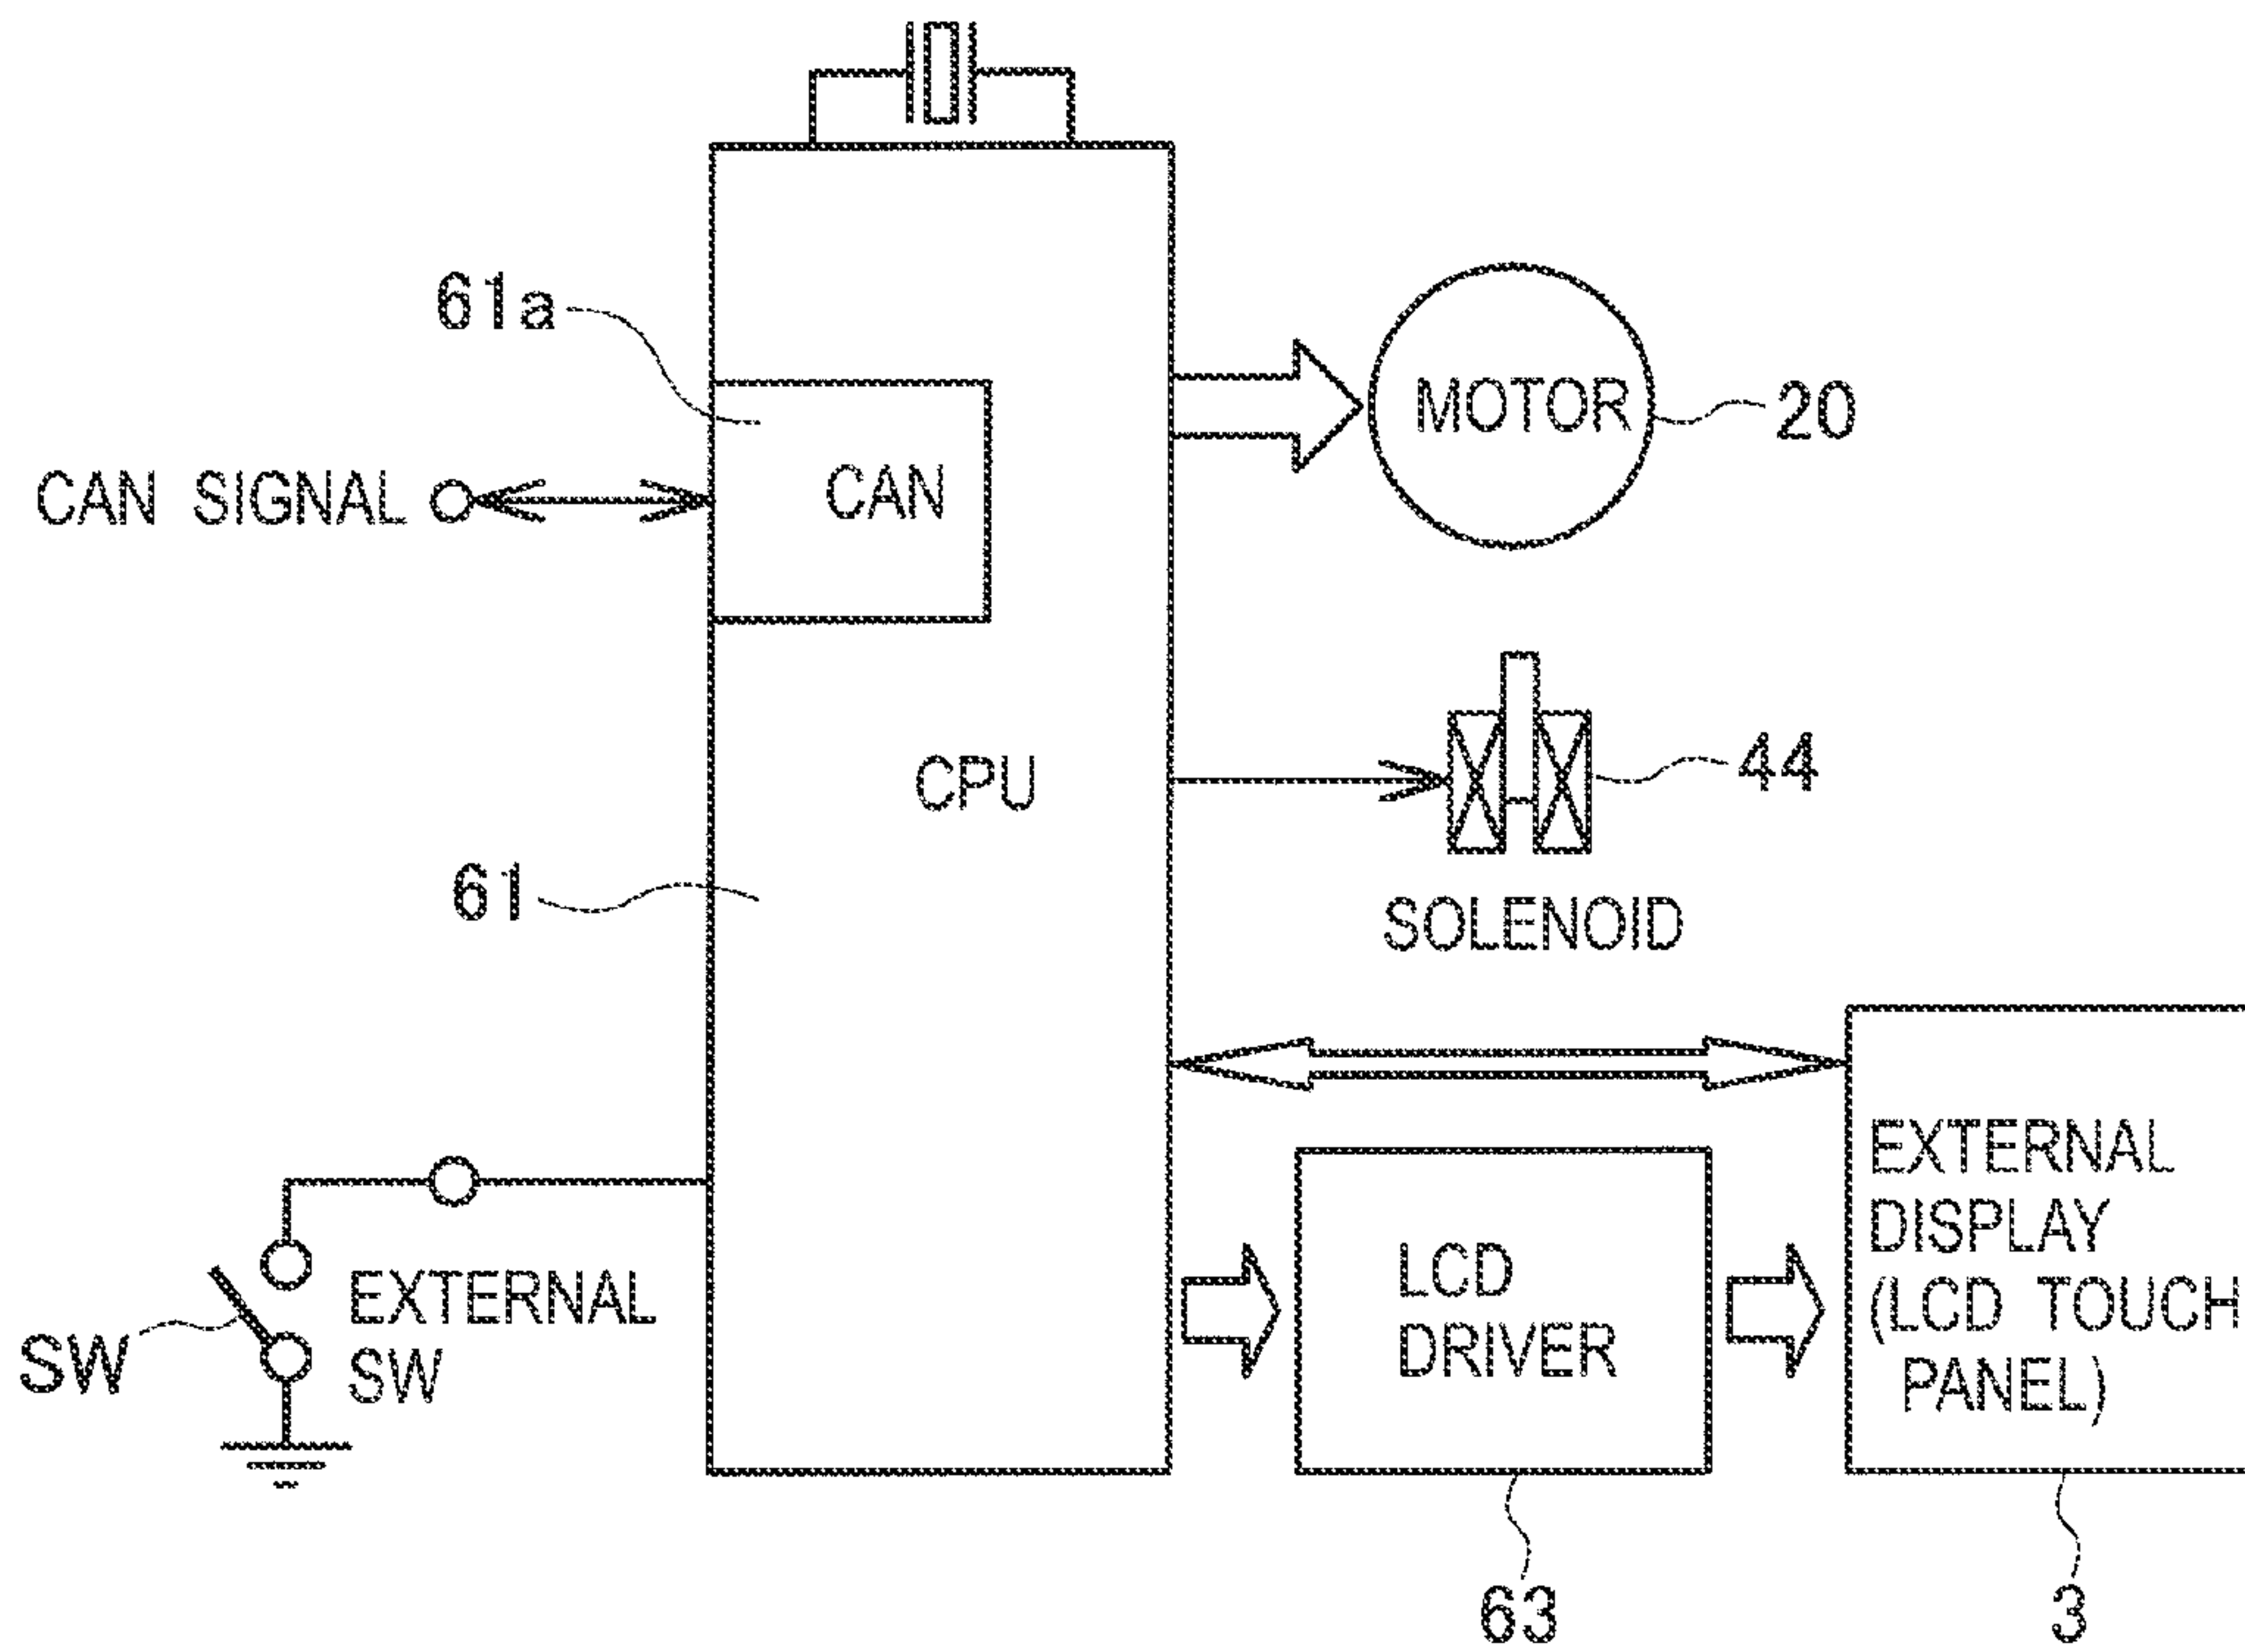 61a
MOTOR
20
CAN SIGNAL
CAN
CPU
44
61
SOLENOID
EXTERNAL
DISPLAY
(LCD TOUCH
PANEL)
LCD
DRIVER
EXTERNAL
SW
SW
63
3